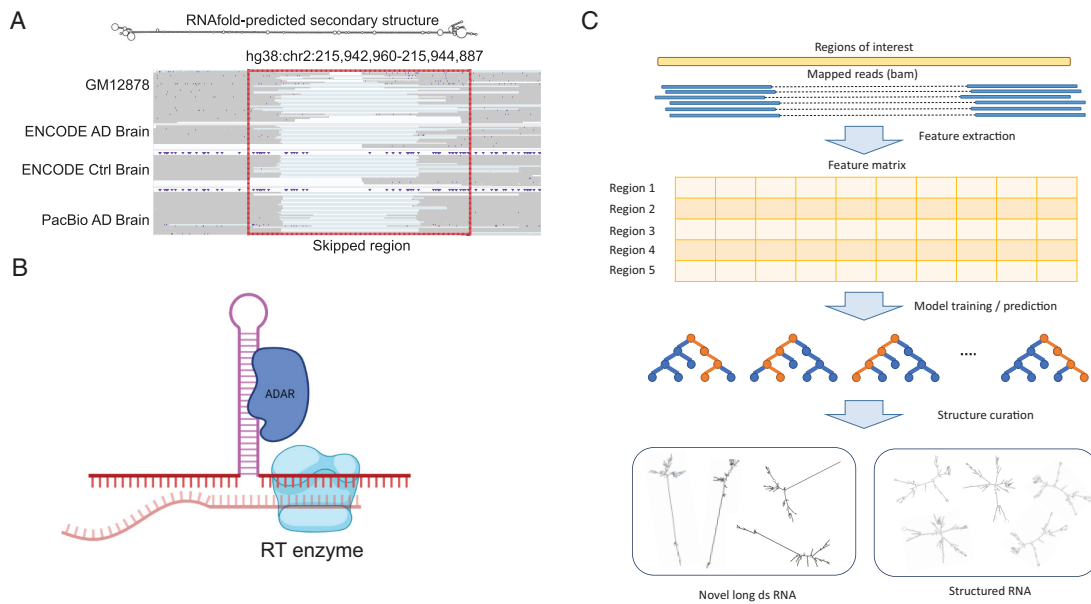 A
RNAfold-predicted secondary structure
hg38:chr2:215,942,960-215,944,887
GM12878
ENCODE AD Brain
ENCODE Ctrl Brain
PacBio AD Brain
Skipped region
B
ADAR
RT enzyme
C
Regions of interest
Mapped reads (bam)
Feature extraction
Feature matrix
Region 1
Region 2
Region 3
Region 4
Region 5
Model training / prediction
....
Structure curation
Novel long ds RNA
Structured RNA